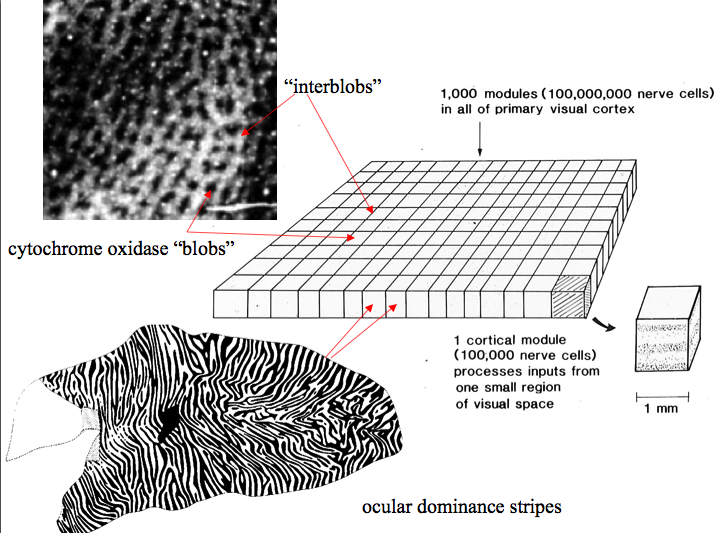 “interblobs”
1,000 modules (100,000,000 nerve cells)
in all of primary visual cortex
cytochrome oxidase “blobs”
1 cortical module
(100,000 nerve cells)
processes inputs from
one small region
of visual space
1 mm
ocular dominance stripes